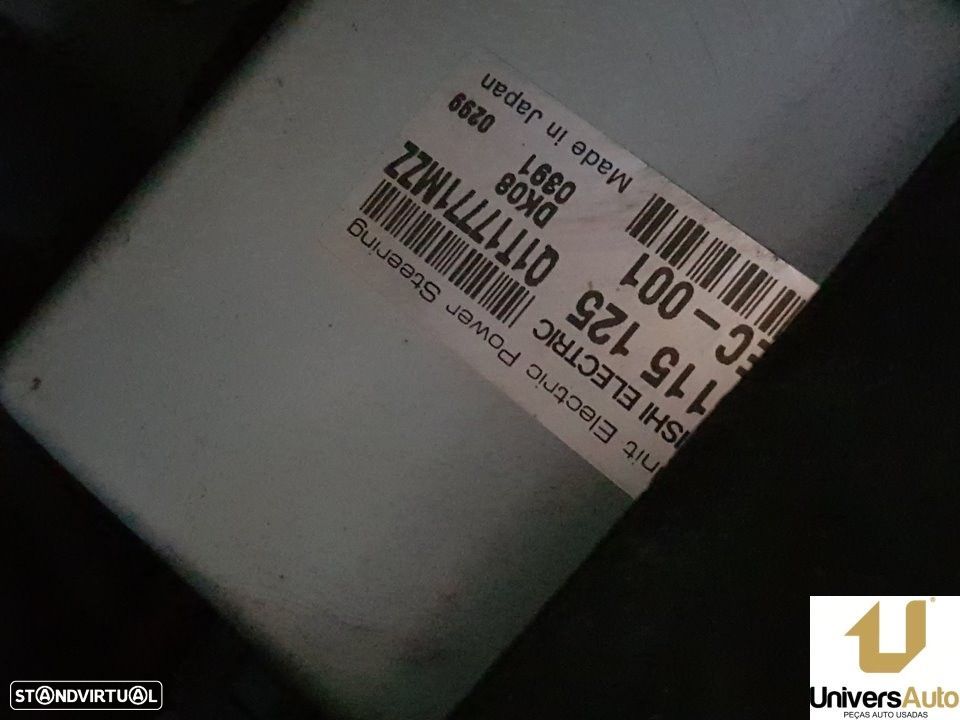 nit Electric Power Steering
ISHI ELECTRIC
115 125 Q1T17771MZZ
EC-001 DK08
0391
Made in Japan 0299
STANDVIRTUAL
UniversAuto
PEÇAS AUTO USADAS